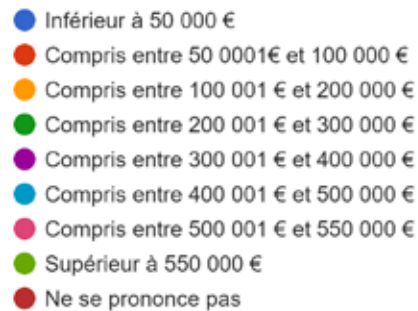 Inférieur à 50 000 €
Compris entre 50 0001€ et 100 000 €
Compris entre 100 001 € et 200 000 €
Compris entre 200 001 € et 300 000 €
Compris entre 300 001 € et 400 000 €
Compris entre 400 001 € et 500 000 €
Compris entre 500 001 € et 550 000 €
Supérieur à 550 000 €
Ne se prononce pas